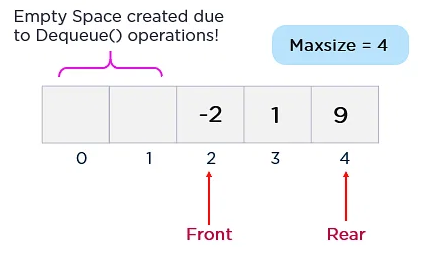 Empty Space created due
to Dequeue() operations!
Maxsize = 4
-2 1 9
0 1 2 3 4
Front Rear